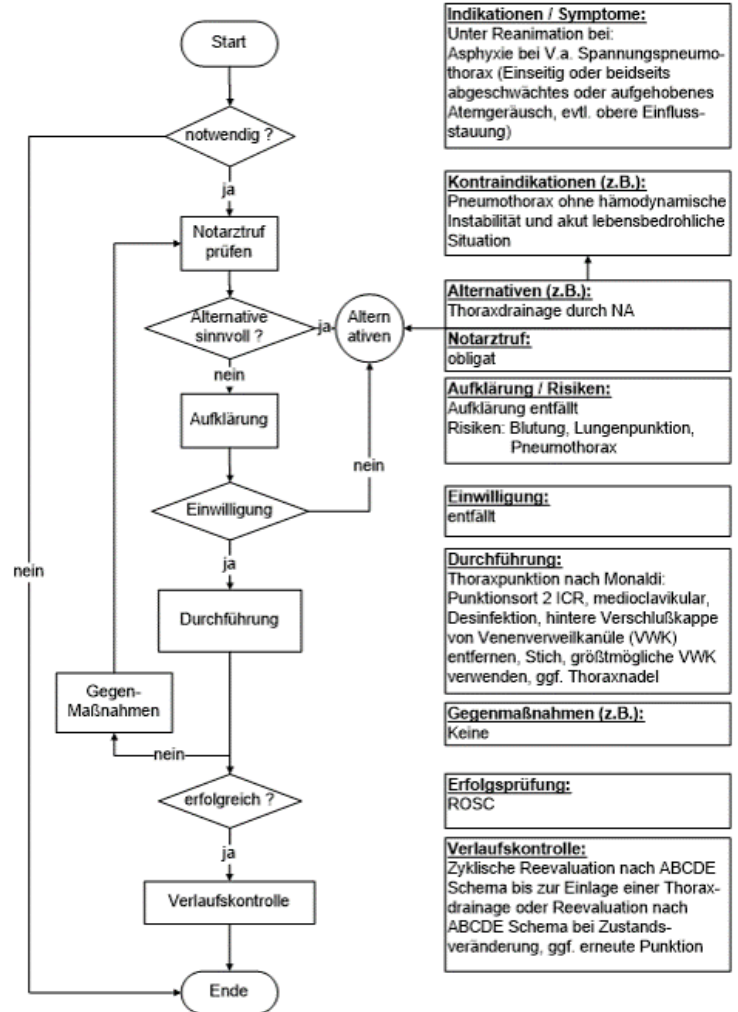 Start
notwendig ?
ja
Notarztruf
prüfen
Alternative
sinnvoll ?
ja
Altern
ativen
nein
Aufklärung
nein
Einwilligung
ja
nein
Durchführung
Gegen-
Maßnahmen
nein
erfolgreich ?
ja
Verlaufskontrolle
Ende
Indikationen / Symptome:
Unter Reanimation bei:
Asphyxie bei V.a. Spannungspneumo-
thorax (Einseitig oder beidseits
abgeschwächtes oder aufgehobenes
Atemgeräusch, evtl. obere Einfluss-
stauung)
Kontraindikationen (z.B.):
Pneumothorax ohne hämodynamische
Instabilität und akut lebensbedrohliche
Situation
Alternativen (z.B.):
Thoraxdrainage durch NA
Notarztruf:
obligat
Aufklärung / Risiken:
Aufklärung entfällt
Risiken: Blutung, Lungenpunktion,
Pneumothorax
Einwilligung:
entfällt
Durchführung:
Thoraxpunktion nach Monaldi:
Punktionsort 2 ICR, medioclavikular,
Desinfektion, hintere Verschlußkappe
von Venenverweilkanüle (VWK)
entfernen, Stich, größtmögliche VWK
verwenden, ggf. Thoraxnadel
Gegenmaßnahmen (z.B.):
Keine
Erfolgsprüfung:
ROSC
Verlaufskontrolle:
Zyklische Reevaluation nach ABCDE
Schema bis zur Einlage einer Thorax-
drainage oder Reevaluation nach
ABCDE Schema bei Zustands-
veränderung, ggf. erneute Punktion